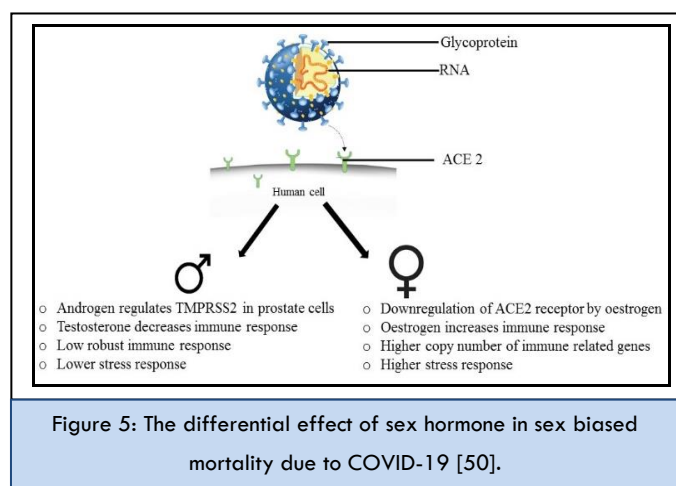 Glycoprotein
RNA
ACE 2
Human cell
♂
○ Androgen regulates TMPRSS2 in prostate cells
○ Testosterone decreases immune response
○ Low robust immune response
○ Lower stress response
♀
○ Downregulation of ACE2 receptor by oestrogen
○ Oestrogen increases immune response
○ Higher copy number of immune related genes
○ Higher stress response
Figure 5: The differential effect of sex hormone in sex biased
mortality due to COVID-19 [50].